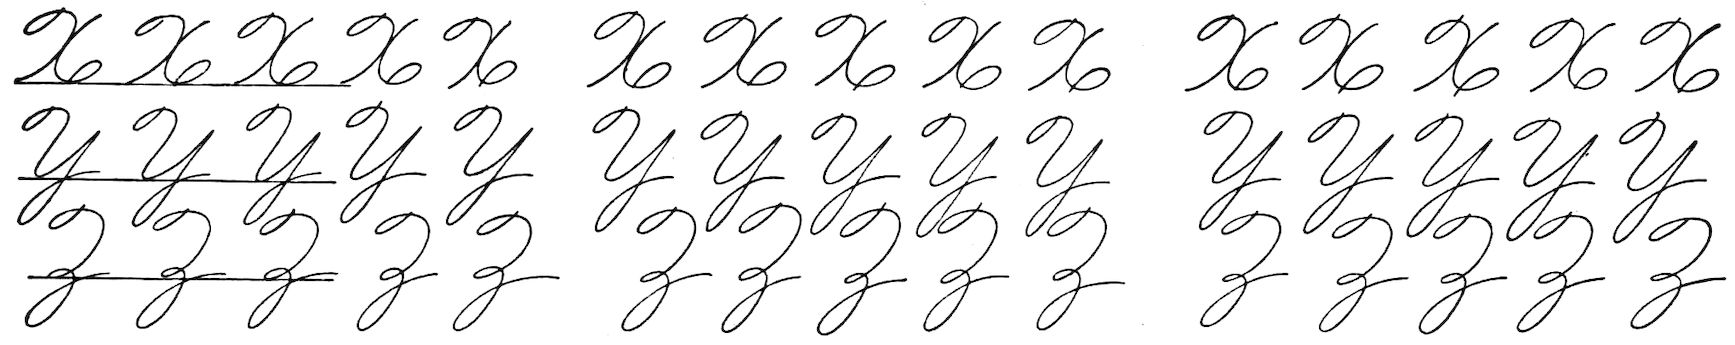 X X X X X X X X X X X X X X X
Y Y Y Y Y Y Y Y Y Y Y Y Y Y Y
Z Z Z Z Z Z Z Z Z Z Z Z Z Z Z